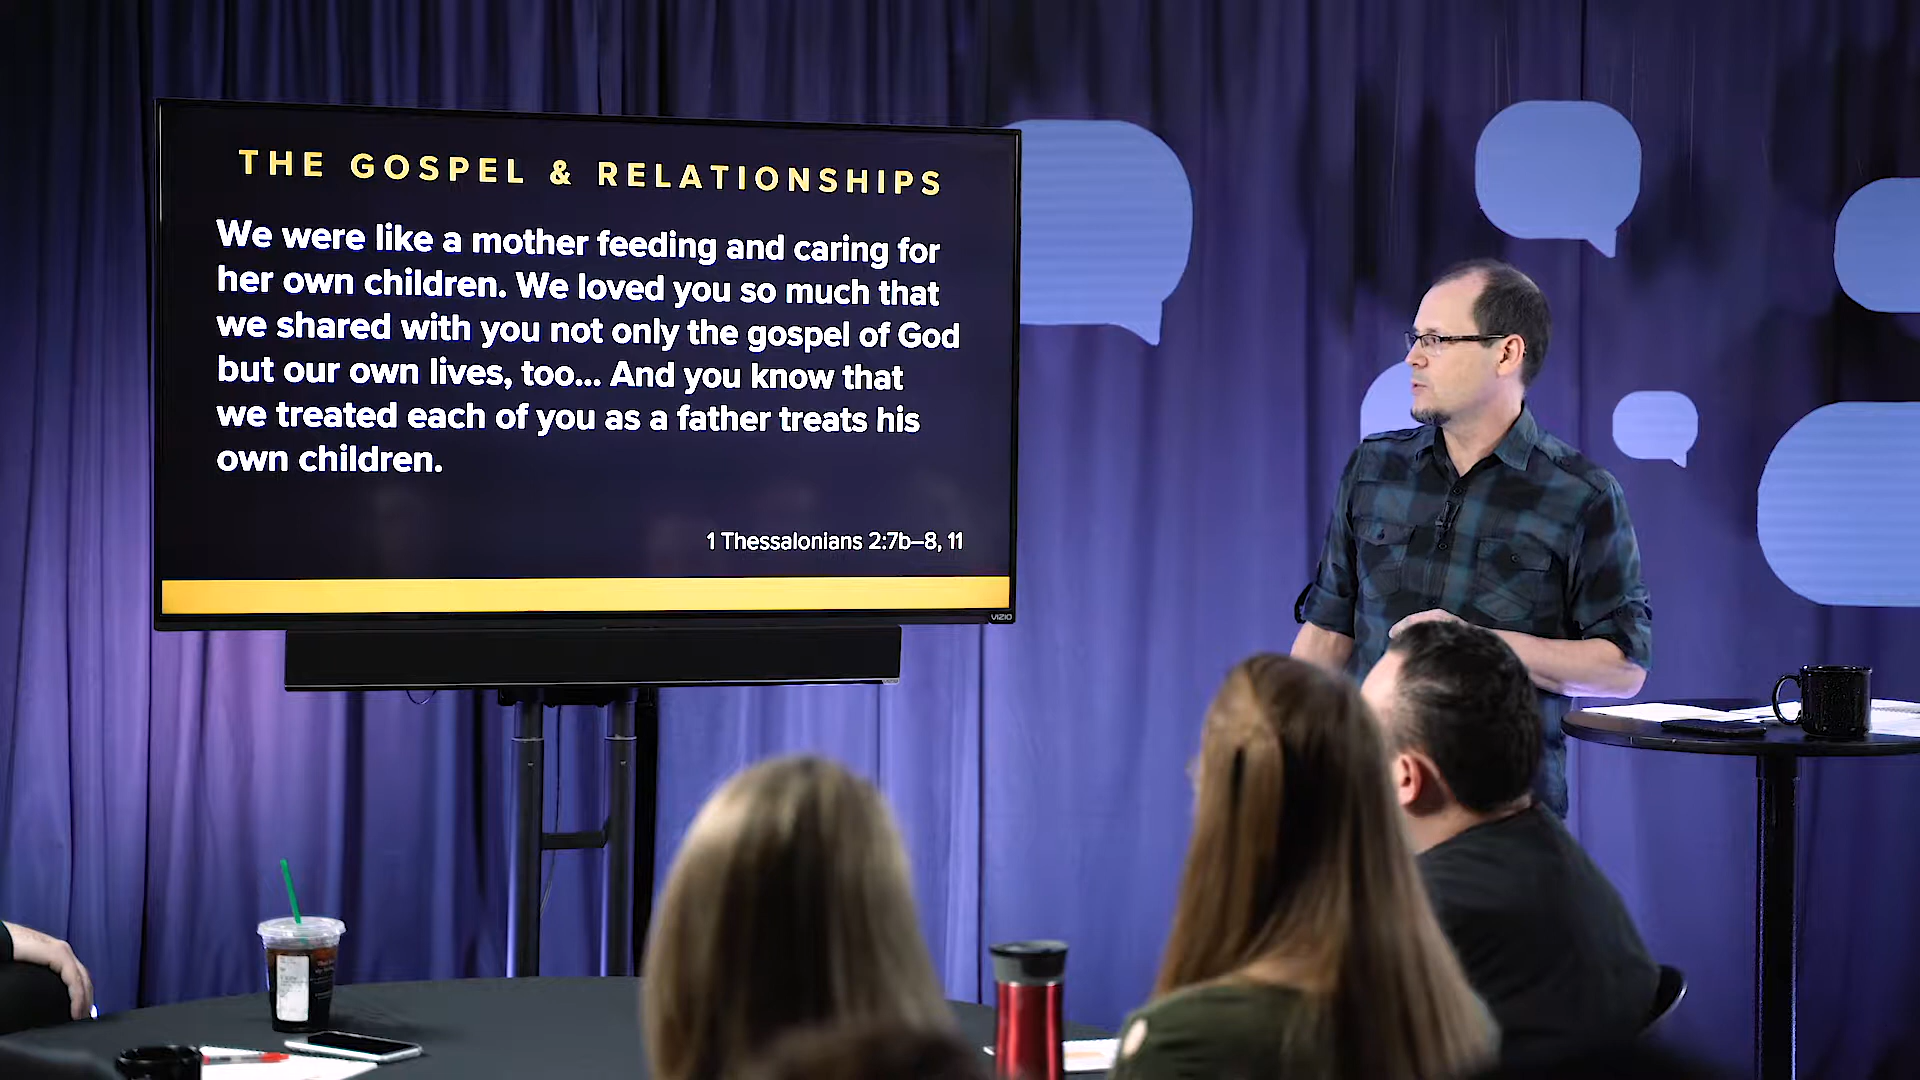 THE GOSPEL & RELATIONSHIPS
We were like a mother feeding and caring for
her own children. We loved you so much that
we shared with you not only the gospel of God
but our own lives, too... And you know that
we treated each of you as a father treats his
own children.
1 Thessalonians 2:7b–8, 11
VIZIO